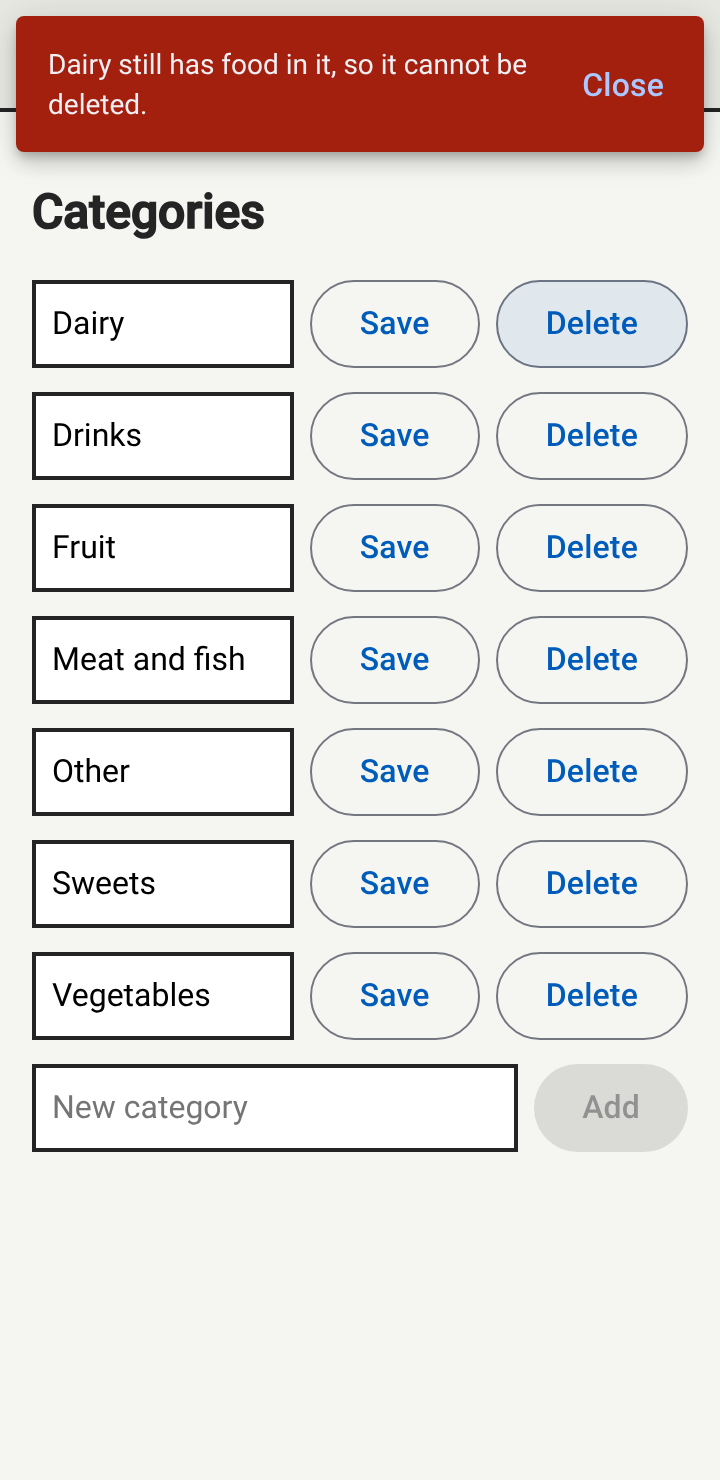 Dairy still has food in it, so it cannot be
deleted.
Close
Categories
Dairy Save Delete
Drinks Save Delete
Fruit Save Delete
Meat and fish Save Delete
Other Save Delete
Sweets Save Delete
Vegetables Save Delete
New category Add